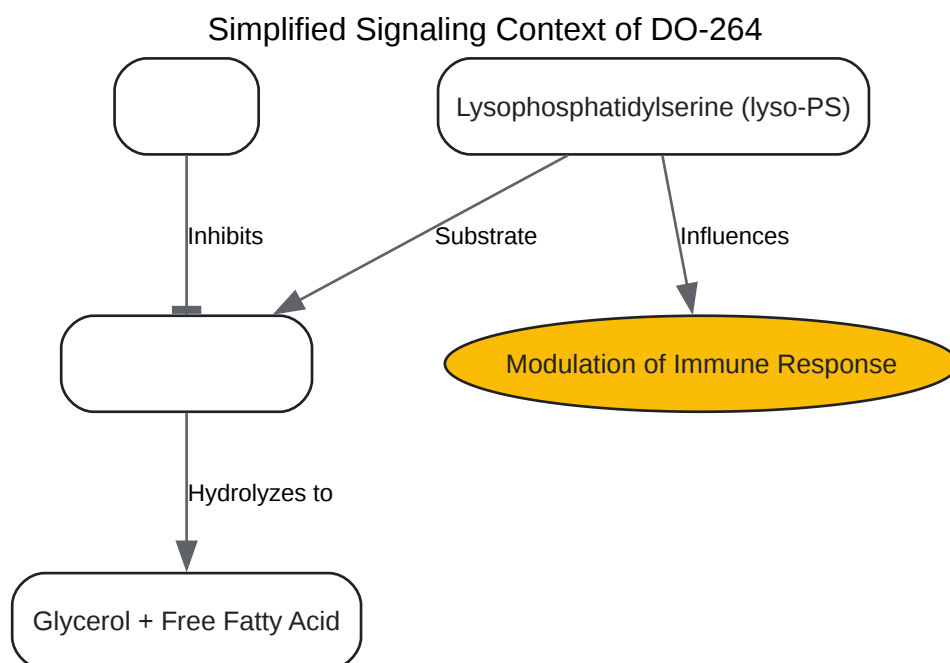 Simplified Signaling Context of DO-264
Lysophosphatidylserine (lyso-PS)
Inhibits
Substrate
Influences
Modulation of Immune Response
Hydrolyzes to
Glycerol + Free Fatty Acid